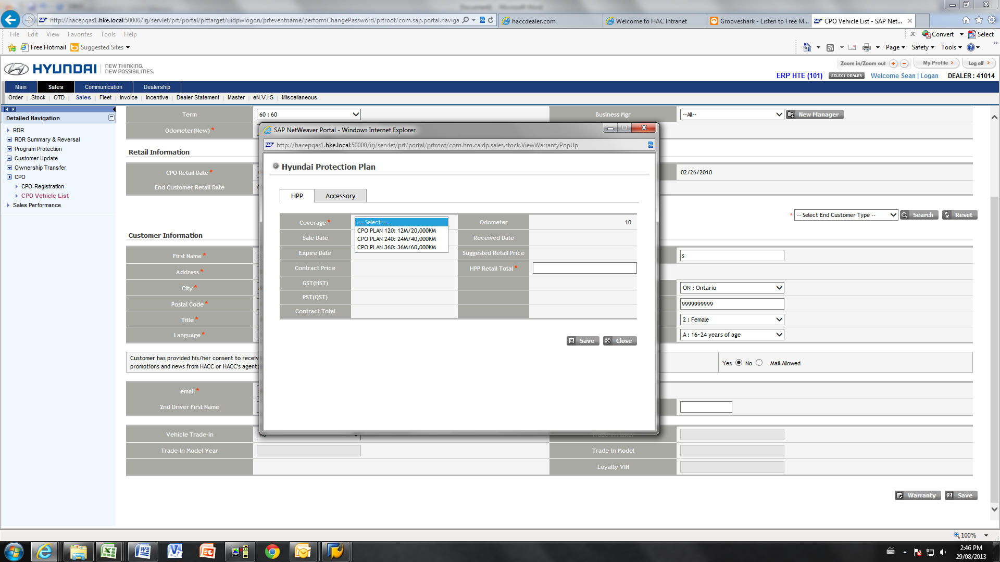 http://hacepqas1.hke.local:50000/irj/servlet/prt/portal/prttarget/uidpwlogon/prteventname/performChangePassword/prtroot/com.sap.portal.naviga
haccdealer.com
Welcome to HAC Intranet
Grooveshark - Listen to Free M...
CPO Vehicle List - SAP Net...
File Edit View Favorites Tools Help
Convert Select
Free Hotmail Suggested Sites
Page Safety Tools
HYUNDAI NEW THINKING. NEW POSSIBILITIES.
Zoom in/Zoom out My Profile Log off
ERP HTE (101) SELECT DEALER Welcome Sean | Logan DEALER : 41014
Main Sales Communication Dealership
Order Stock OTD Sales Fleet Invoice Incentive Dealer Statement Master eN.V.I.S Miscellaneous
Detailed Navigation
RDR
RDR Summary & Reversal
Program Protection
Customer Update
Ownership Transfer
CPO
CPO-Registration
CPO Vehicle List
Sales Performance
Term 60 : 60 Business Mgr --All-- New Manager
Odometer(New) *
Retail Information
CPO Retail Date * 02/26/2010
End Customer Retail Date
* -- Select End Customer Type -- Search Reset
Customer Information
First Name * s
Address *
City * ON : Ontario
Postal Code * 9999999999
Title * 2 : Female
Language * A : 16~24 years of age
Customer has provided his/her consent to receiv
promotions and news from HACC or HACC's agent(
Yes No Mail Allowed
email *
2nd Driver First Name
Vehicle Trade-In No Trade-In Maker
Trade-In Model Year Trade-In Model
Loyalty VIN
Warranty Save
SAP NetWeaver Portal - Windows Internet Explorer
http://hacepqas1.hke.local:50000/irj/servlet/prt/portal/prtroot/com.hm.ca.dp.sales.stock.ViewWarrantyPopUp
Hyundai Protection Plan
HPP Accessory
Coverage * == Select == Odometer 10
CPO PLAN 120: 12M/20,000KM
CPO PLAN 240: 24M/40,000KM
CPO PLAN 360: 36M/60,000KM
Sale Date Received Date
Expire Date Suggested Retail Price
Contract Price HPP Retail Total *
GST(HST)
PST(QST)
Contract Total
Save Close
100%
2:46 PM
29/08/2013